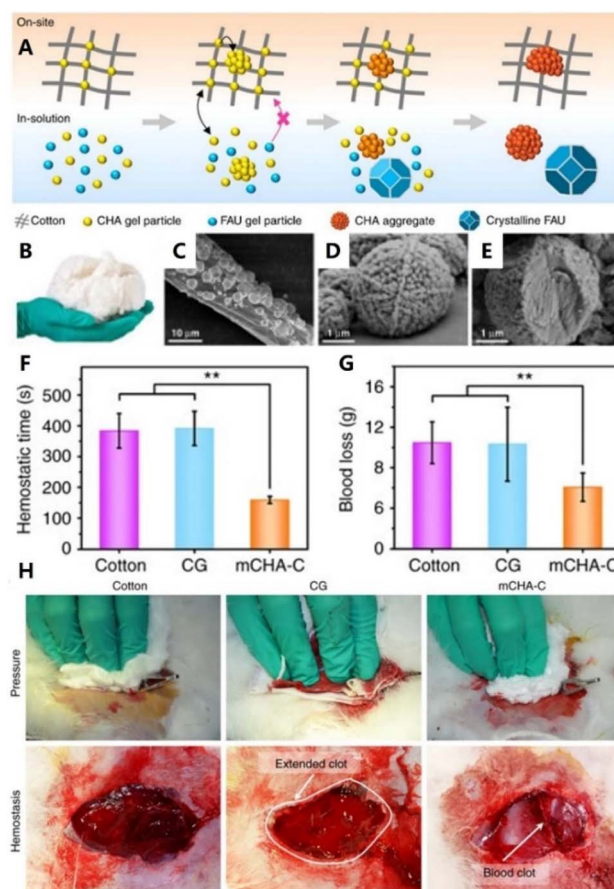 On-site
A
In-solution
Cotton
CHA gel particle
FAU gel particle
CHA aggregate
Crystalline FAU
B
C
D
E
10 μm
1 μm
1 μm
F
G
Hemostatic time (s)
500
400
300
200
100
0
**
Cotton
CG
mCHA-C
Blood loss (g)
16
12
8
4
0
**
Cotton
CG
mCHA-C
H
Cotton
CG
mCHA-C
Pressure
Hemostasis
Extended clot
Blood clot